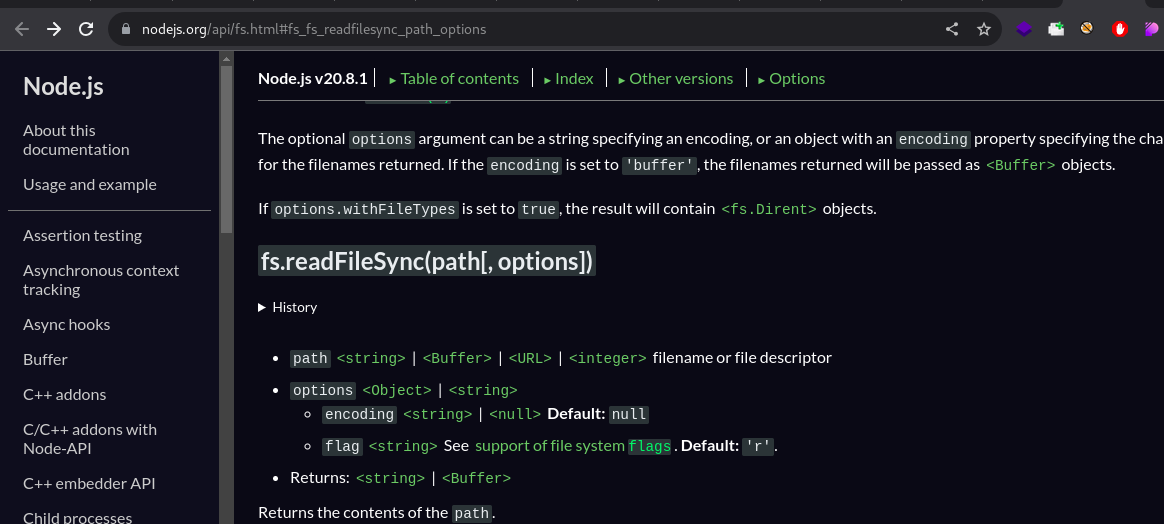 nodejs.org/api/fs.html#fs_fs_readfilesync_path_options
Node.js
About this
documentation
Usage and example
Assertion testing
Asynchronous context
tracking
Async hooks
Buffer
C++ addons
C/C++ addons with
Node-API
C++ embedder API
Child processes
Node.js v20.8.1 | ► Table of contents | ► Index | ► Other versions | ► Options
The optional options argument can be a string specifying an encoding, or an object with an encoding property specifying the cha
for the filenames returned. If the encoding is set to 'buffer', the filenames returned will be passed as <Buffer> objects.
If options.withFileTypes is set to true, the result will contain <fs.Dirent> objects.
fs.readFileSync(path[, options])
▶ History
• path <string> | <Buffer> | <URL> | <integer> filename or file descriptor
• options <Object> | <string>
◦ encoding <string> | <null> Default: null
◦ flag <string> See support of file system flags. Default: 'r'.
• Returns: <string> | <Buffer>
Returns the contents of the path.